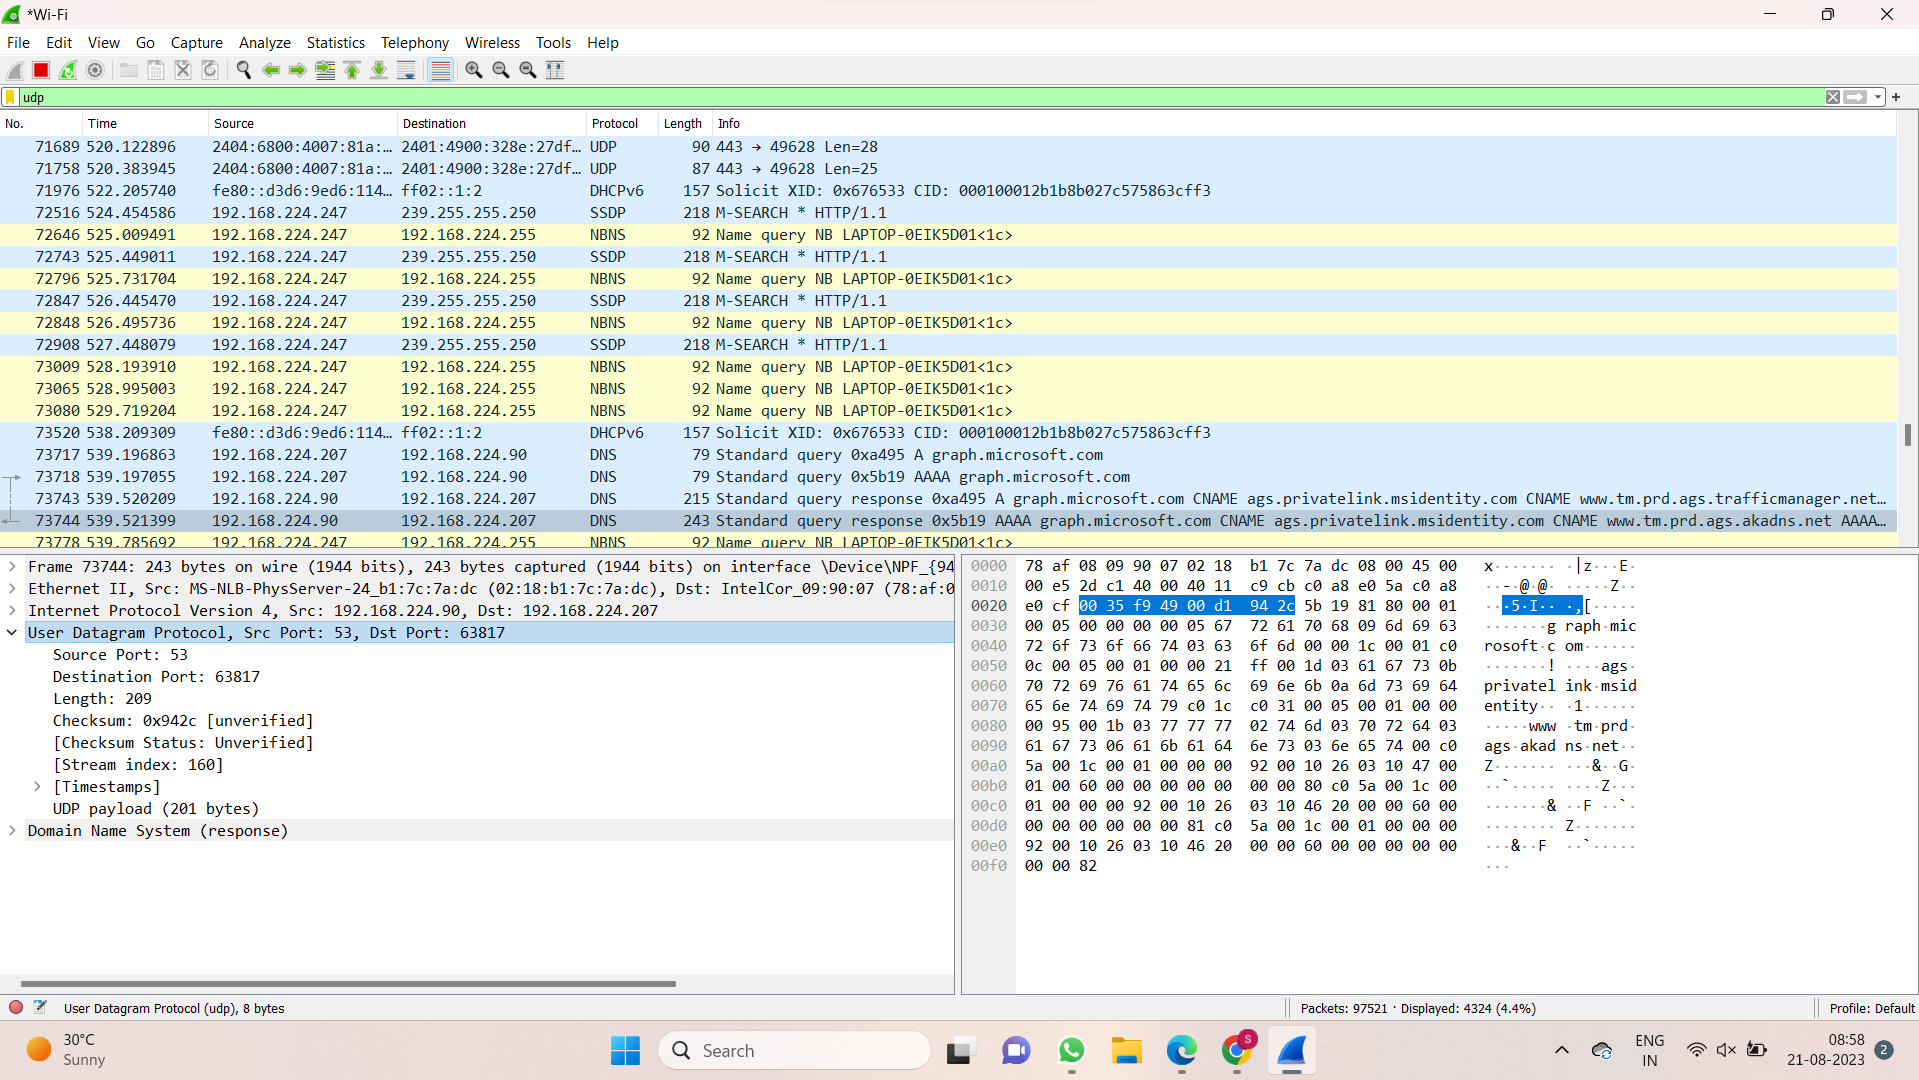 *Wi-Fi
File Edit View Go Capture Analyze Statistics Telephony Wireless Tools Help
udp
No. Time Source Destination Protocol Length Info
71689 520.122896 2404:6800:4007:81a:… 2401:4900:328e:27df… UDP 90 443 → 49628 Len=28
71758 520.383945 2404:6800:4007:81a:… 2401:4900:328e:27df… UDP 87 443 → 49628 Len=25
71976 522.205740 fe80::d3d6:9ed6:114… ff02::1:2 DHCPv6 157 Solicit XID: 0x676533 CID: 000100012b1b8b027c575863cff3
72516 524.454586 192.168.224.247 239.255.255.250 SSDP 218 M-SEARCH * HTTP/1.1
72646 525.009491 192.168.224.247 192.168.224.255 NBNS 92 Name query NB LAPTOP-0EIK5D01<1c>
72743 525.449011 192.168.224.247 239.255.255.250 SSDP 218 M-SEARCH * HTTP/1.1
72796 525.731704 192.168.224.247 192.168.224.255 NBNS 92 Name query NB LAPTOP-0EIK5D01<1c>
72847 526.445470 192.168.224.247 239.255.255.250 SSDP 218 M-SEARCH * HTTP/1.1
72848 526.495736 192.168.224.247 192.168.224.255 NBNS 92 Name query NB LAPTOP-0EIK5D01<1c>
72908 527.448079 192.168.224.247 239.255.255.250 SSDP 218 M-SEARCH * HTTP/1.1
73009 528.193910 192.168.224.247 192.168.224.255 NBNS 92 Name query NB LAPTOP-0EIK5D01<1c>
73065 528.995003 192.168.224.247 192.168.224.255 NBNS 92 Name query NB LAPTOP-0EIK5D01<1c>
73080 529.719204 192.168.224.247 192.168.224.255 NBNS 92 Name query NB LAPTOP-0EIK5D01<1c>
73520 538.209309 fe80::d3d6:9ed6:114… ff02::1:2 DHCPv6 157 Solicit XID: 0x676533 CID: 000100012b1b8b027c575863cff3
73717 539.196863 192.168.224.207 192.168.224.90 DNS 79 Standard query 0xa495 A graph.microsoft.com
73718 539.197055 192.168.224.207 192.168.224.90 DNS 79 Standard query 0x5b19 AAAA graph.microsoft.com
73743 539.520209 192.168.224.90 192.168.224.207 DNS 215 Standard query response 0xa495 A graph.microsoft.com CNAME ags.privatelink.msidentity.com CNAME www.tm.prd.ags.trafficmanager.net…
73744 539.521399 192.168.224.90 192.168.224.207 DNS 243 Standard query response 0x5b19 AAAA graph.microsoft.com CNAME ags.privatelink.msidentity.com CNAME www.tm.prd.ags.akadns.net AAAA…
73778 539.785692 192.168.224.247 192.168.224.255 NBNS 92 Name query NB LAPTOP-0EIK5D01<1c>
Frame 73744: 243 bytes on wire (1944 bits), 243 bytes captured (1944 bits) on interface \Device\NPF_{94
Ethernet II, Src: MS-NLB-PhysServer-24_b1:7c:7a:dc (02:18:b1:7c:7a:dc), Dst: IntelCor_09:90:07 (78:af:0
Internet Protocol Version 4, Src: 192.168.224.90, Dst: 192.168.224.207
User Datagram Protocol, Src Port: 53, Dst Port: 63817
Source Port: 53
Destination Port: 63817
Length: 209
Checksum: 0x942c [unverified]
[Checksum Status: Unverified]
[Stream index: 160]
[Timestamps]
UDP payload (201 bytes)
Domain Name System (response)
0000 78 af 08 09 90 07 02 18 b1 7c 7a dc 08 00 45 00 x······· ·|z···E·
0010 00 e5 2d c1 40 00 40 11 c9 cb c0 a8 e0 5a c0 a8 ··-·@·@· ·····Z··
0020 e0 cf 00 35 f9 49 00 d1 94 2c 5b 19 81 80 00 01 ···5·I·· ·,[·····
0030 00 05 00 00 00 00 05 67 72 61 70 68 09 6d 69 63 ·······g raph·mic
0040 72 6f 73 6f 66 74 03 63 6f 6d 00 00 1c 00 01 c0 rosoft·c om······
0050 0c 00 05 00 01 00 00 21 ff 00 1d 03 61 67 73 0b ·······! ····ags·
0060 70 72 69 76 61 74 65 6c 69 6e 6b 0a 6d 73 69 64 privatel ink·msid
0070 65 6e 74 69 74 79 c0 1c c0 31 00 05 00 01 00 00 entity·· ·1······
0080 00 95 00 1b 03 77 77 77 02 74 6d 03 70 72 64 03 ·····www ·tm·prd·
0090 61 67 73 06 61 6b 61 64 6e 73 03 6e 65 74 00 c0 ags·akad ns·net··
00a0 5a 00 1c 00 01 00 00 00 92 00 10 26 03 10 47 00 Z······· ···&··G·
00b0 01 00 60 00 00 00 00 00 00 00 80 c0 5a 00 1c 00 ··`····· ····Z···
00c0 01 00 00 00 92 00 10 26 03 10 46 20 00 00 60 00 ·······& ··F ··`·
00d0 00 00 00 00 00 00 81 c0 5a 00 1c 00 01 00 00 00 ········ Z·······
00e0 92 00 10 26 03 10 46 20 00 00 60 00 00 00 00 00 ···&··F ··`·····
00f0 00 00 82 ···
User Datagram Protocol (udp), 8 bytes
Packets: 97521 · Displayed: 4324 (4.4%)
Profile: Default
30°C
Sunny
Search
S
ENG
IN
08:58
21-08-2023
2